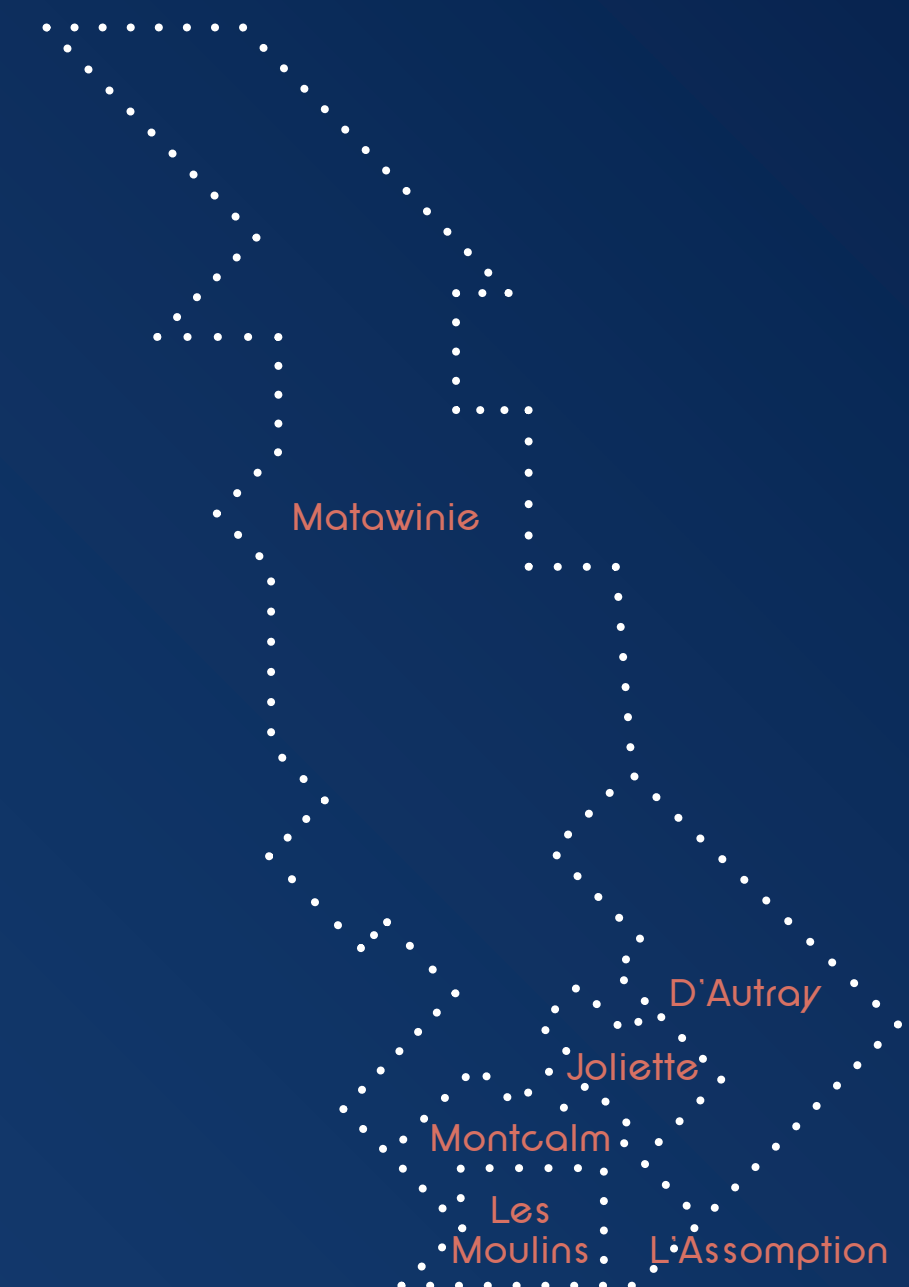 Matawinie
D'Autray
Joliette
Montcalm
Les
Moulins
L'Assomption